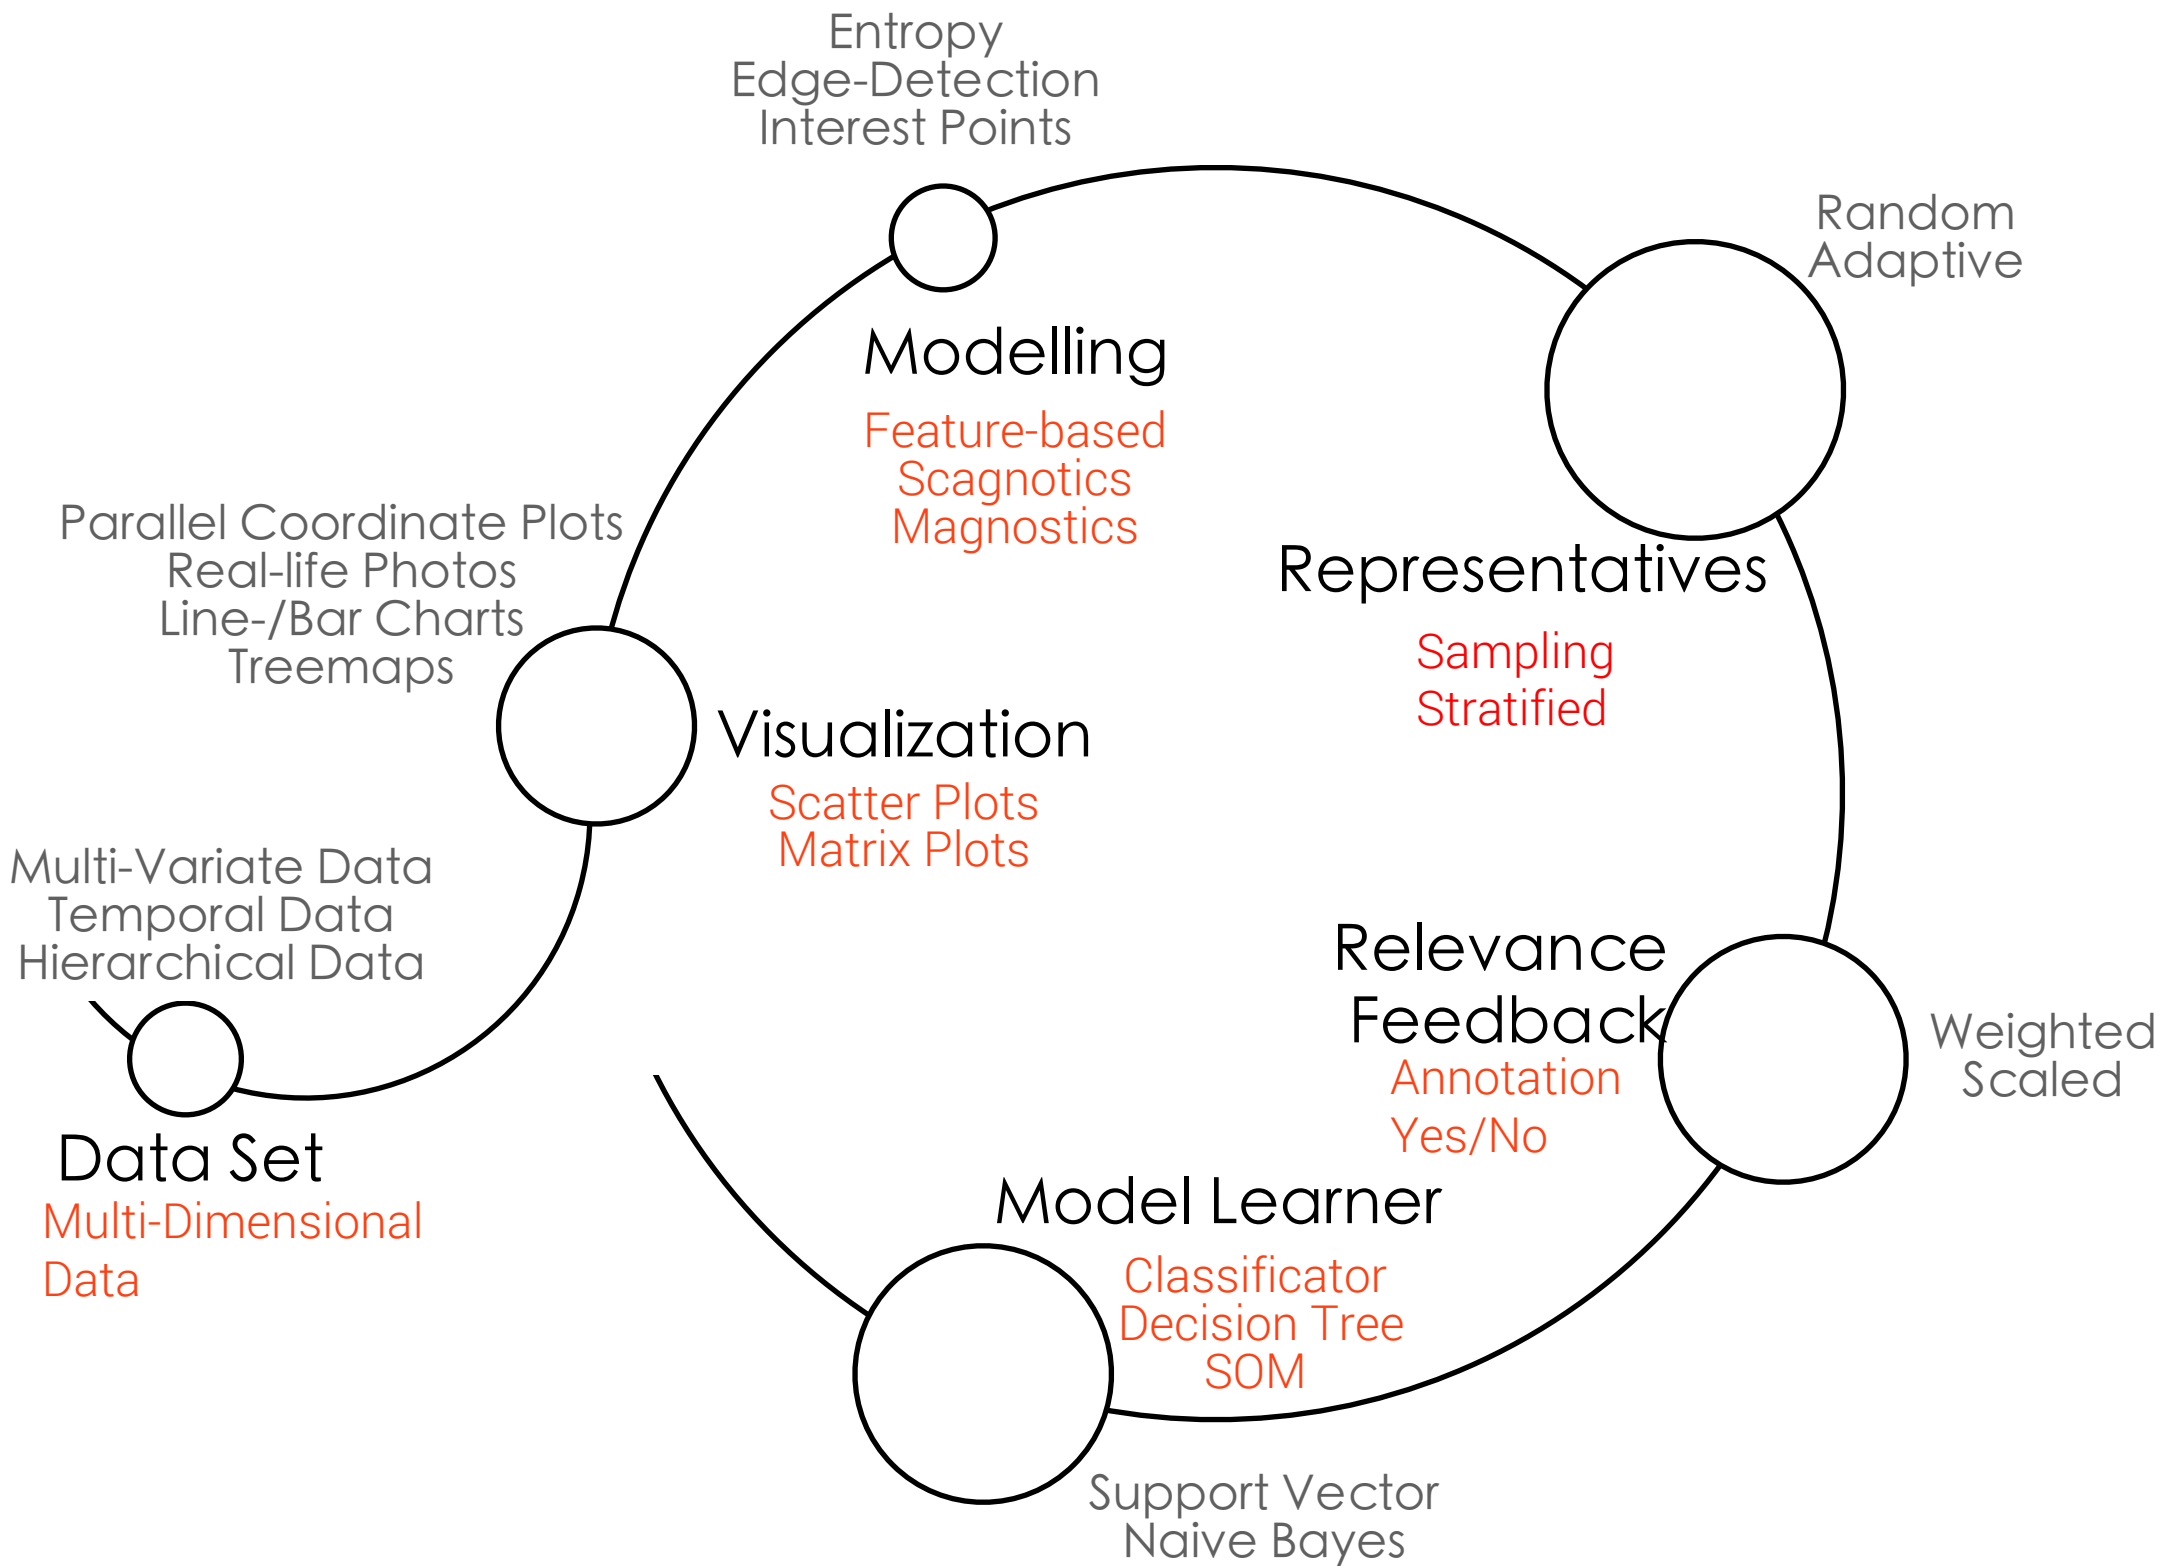 Entropy
Edge-Detection
Interest Points
Modelling
Feature-based
Scagnotics
Magnostics
Random
Adaptive
Representatives
Sampling
Stratified
Parallel Coordinate Plots
Real-life Photos
Line-/Bar Charts
Treemaps
Visualization
Scatter Plots
Matrix Plots
Multi-Variate Data
Temporal Data
Hierarchical Data
Data Set
Multi-Dimensional
Data
Relevance
Feedback
Annotation
Yes/No
Weighted
Scaled
Model Learner
Classificator
Decision Tree
SOM
Support Vector
Naive Bayes